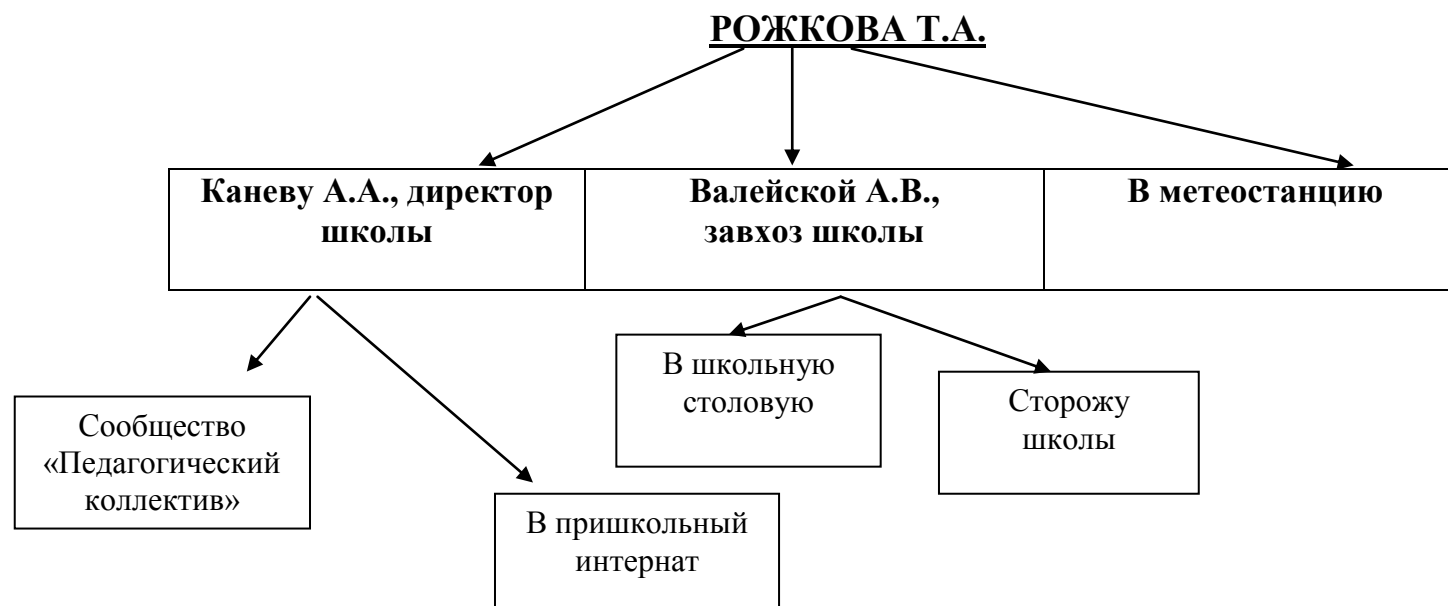 РОЖКОВА Т.А.
Каневу А.А., директор
школы
Валейской А.В.,
завхоз школы
В метеостанцию
В школьную
столовую
Сторожу
школы
Сообщество
«Педагогический
коллектив»
В пришкольный
интернат